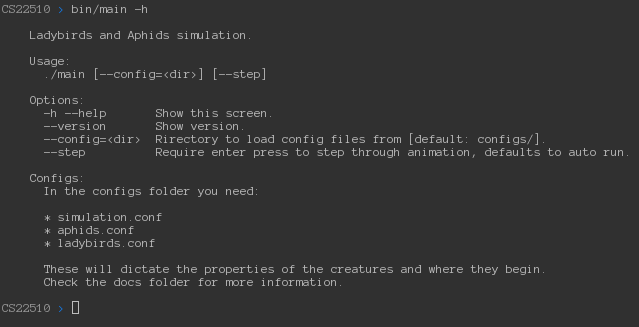 CS22510 › bin/main -h
Ladybirds and Aphids simulation.
Usage:
./main [--config=<dir>] [--step]
Options:
-h --help Show this screen.
--version Show version.
--config=<dir> Rirectory to load config files from [default: configs/].
--step Require enter press to step through animation, defaults to auto run.
Configs:
In the configs folder you need:
* simulation.conf
* aphids.conf
* ladybirds.conf
These will dictate the properties of the creatures and where they begin.
Check the docs folder for more information.
CS22510 ›